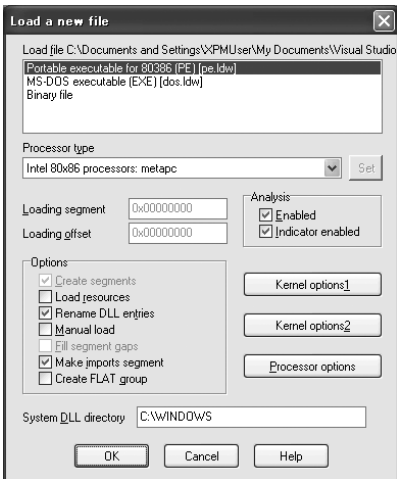 Load a new file
Load file C:\Documents and Settings\XPMUser\My Documents\Visual Studio
Portable executable for 80386 (PE) [pe.ldw]
MS-DOS executable (EXE) [dos.ldw]
Binary file
Processor type
Intel 80x86 processors: metapc
Set
Analysis
Loading segment 0x00000000
Enabled
Loading offset 0x00000000
Indicator enabled
Options
Create segments
Load resources
Rename DLL entries
Manual load
Fill segment gaps
Make imports segment
Create FLAT group
Kernel options1
Kernel options2
Processor options
System DLL directory C:\WINDOWS
OK Cancel Help